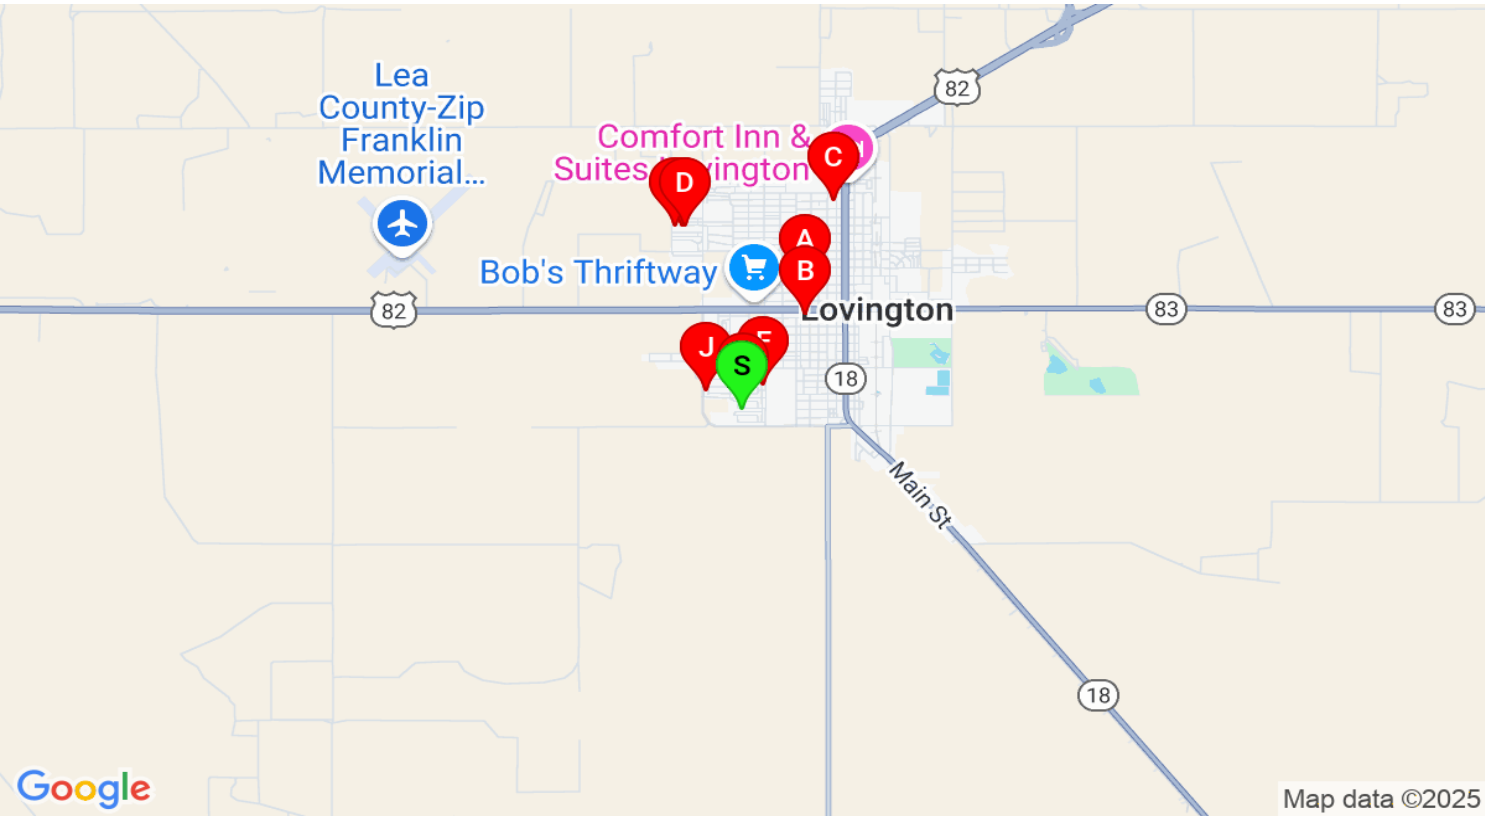 82
Lea
County-Zip
Franklin
Memorial...
Comfort Inn &
Suites Lovington
C
D
A
Bob's Thriftway
B
82
Lovington
83
83
J
F
S
18
Main St
18
Google
Map data ©2025